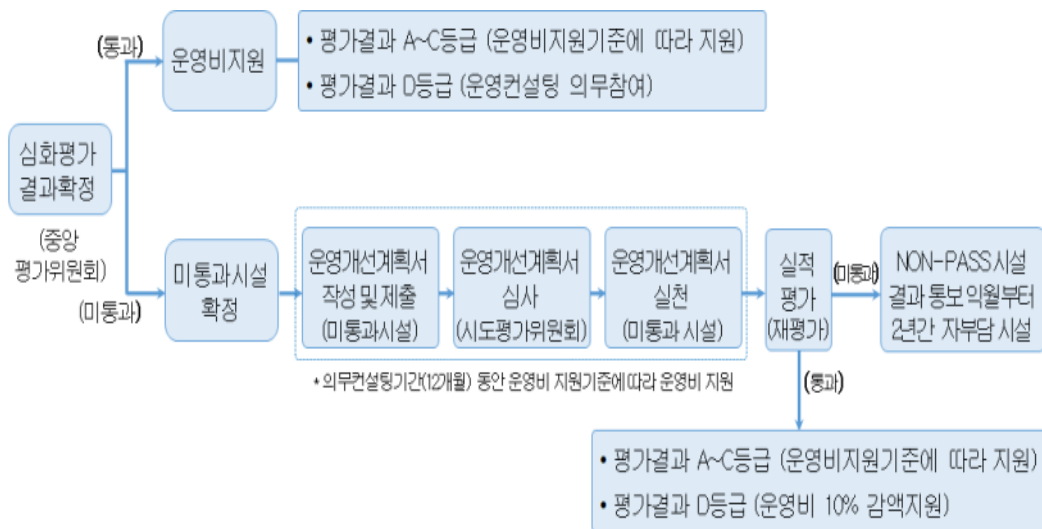 (통과)
운영비지원
• 평가결과 A~C등급 (운영비지원기준에 따라 지원)
• 평가결과 D등급 (운영컨설팅 의무참여)
심화평가
결과확정
(중앙
평가위원회)
(미통과)
미통과시설
확정
운영개선계획서
작성 및 제출
(미통과시설)
운영개선계획서
심사
(시도평가위원회)
운영개선계획서
실천
(미통과 시설)
* 의무컨설팅기간(12개월) 동안 운영비 지원기준에 따라 운영비 지원
실적
평가
(재평가)
(미통과)
NON-PASS 시설
결과 통보 익월부터
2년간 자부담 시설
(통과)
• 평가결과 A~C등급 (운영비지원기준에 따라 지원)
• 평가결과 D등급 (운영비 10% 감액지원)